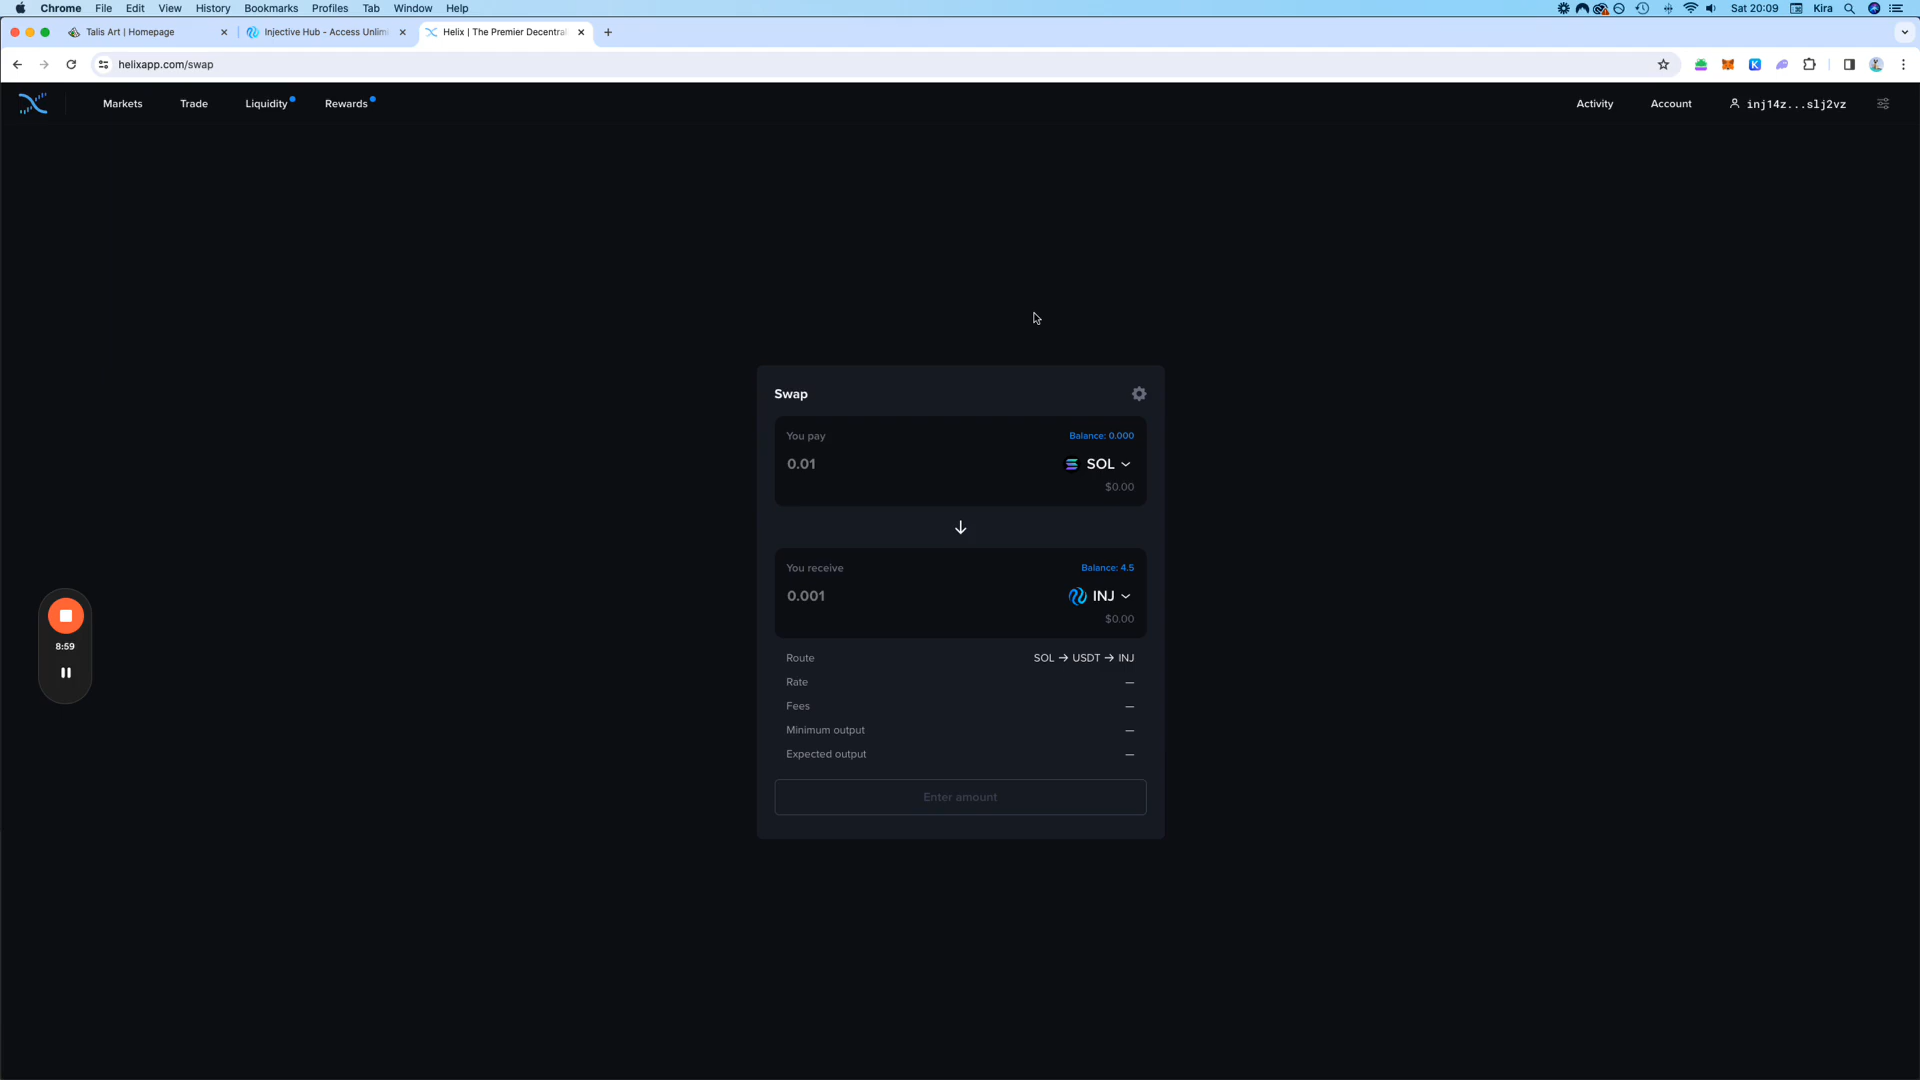 Chrome File Edit View History Bookmarks Profiles Tab Window Help Sat 20:09 Kira
Talis Art | Homepage Injective Hub - Access Unlim Helix | The Premier Decentral
helixapp.com/swap
Markets Trade Liquidity Rewards Activity Account inj14z...slj2vz
Swap
You pay Balance: 0.000
0.01 SOL
$0.00
You receive Balance: 4.5
0.001 INJ
$0.00
8:59
Route SOL → USDT → INJ
Rate —
Fees —
Minimum output —
Expected output —
Enter amount